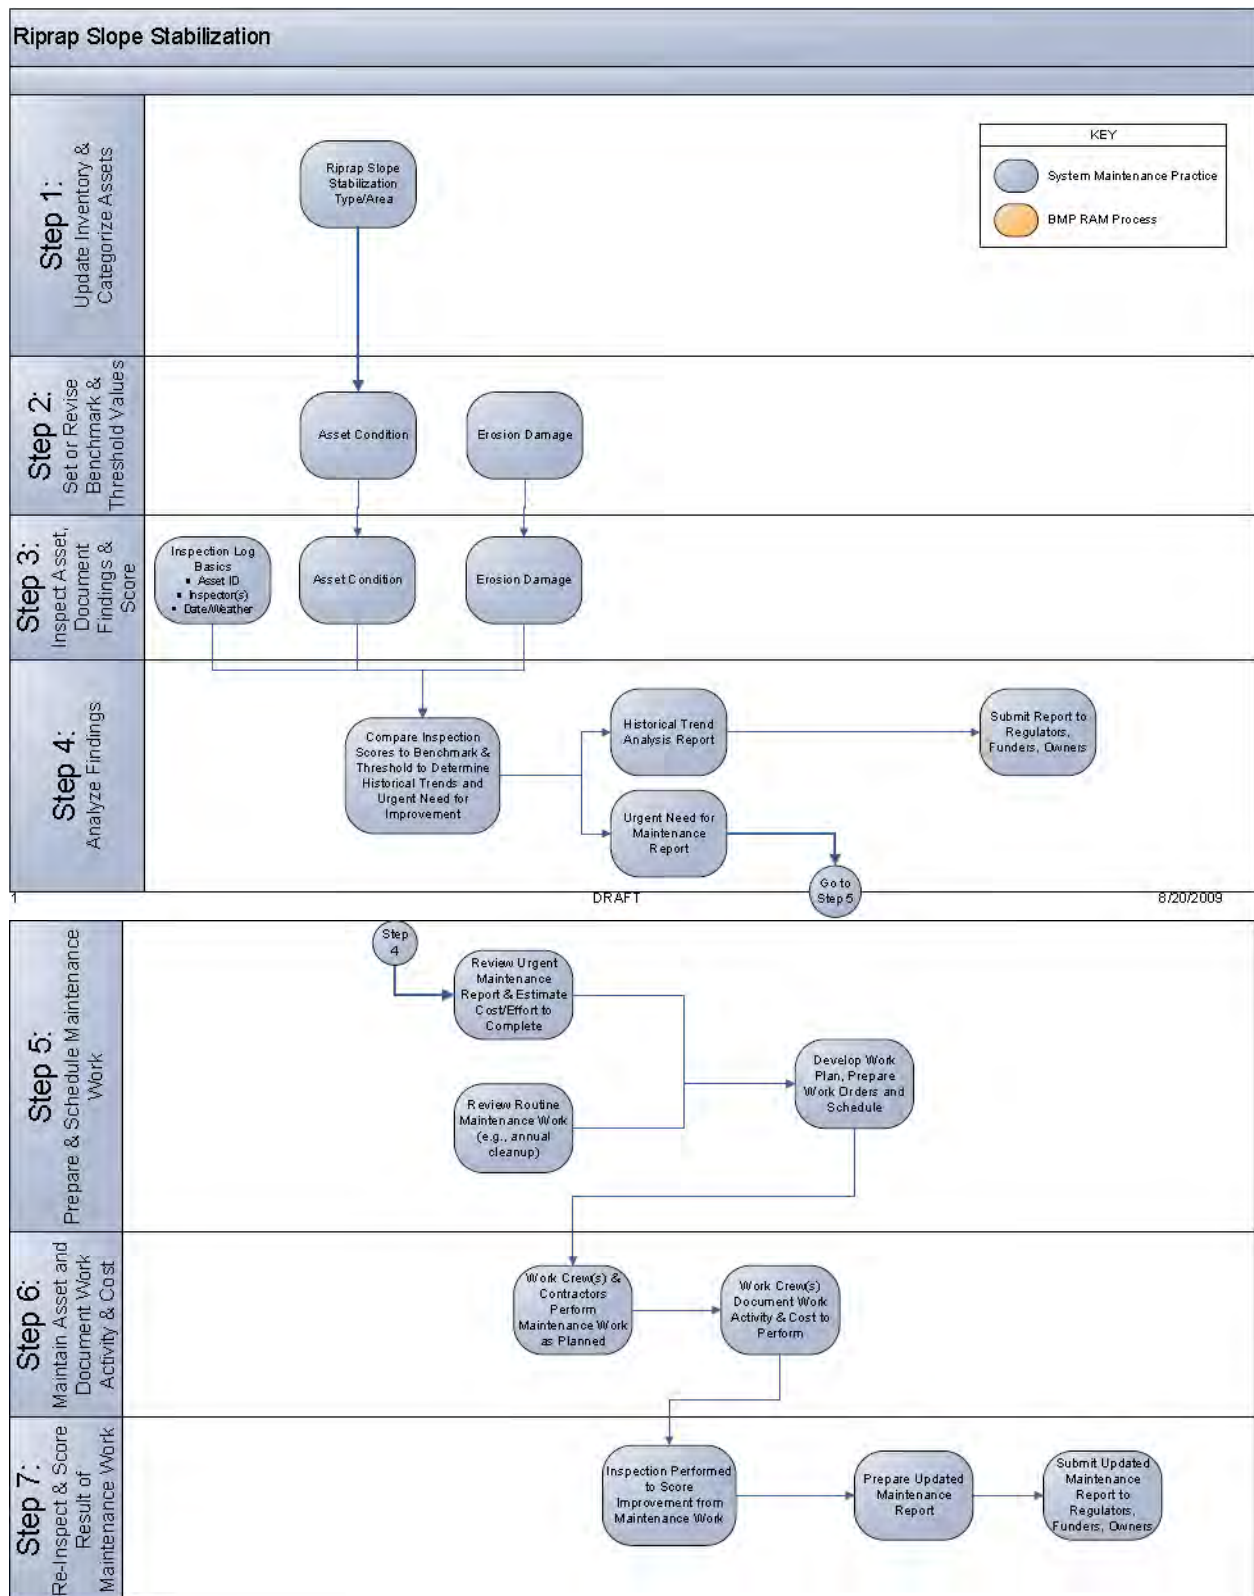 Riprap Slope Stabilization
Step 1:
Update Inventory &
Categorize Assets
Riprap Slope
Stabilization
Type/Area
KEY
System Maintenance Practice
BMP RAM Process
Step 2:
Set or Revise
Benchmark &
Threshold Values
Asset Condition
Erosion Damage
Step 3:
Inspect Asset,
Document
Findings &
Score
Inspection Log
Basics
▪ Asset ID
▪ Inspector(s)
▪ Date/Weather
Asset Condition
Erosion Damage
Step 4:
Analyze Findings
Compare Inspection
Scores to Benchmark &
Threshold to Determine
Historical Trends and
Urgent Need for
Improvement
Historical Trend
Analysis Report
Submit Report to
Regulators,
Funders, Owners
Urgent Need for
Maintenance
Report
Go to
Step 5
1
DRAFT
8/20/2009
Step 5:
Prepare & Schedule Maintenance
Work
Step
4
Review Urgent
Maintenance
Report & Estimate
Cost/Effort to
Complete
Review Routine
Maintenance Work
(e.g., annual
cleanup)
Develop Work
Plan, Prepare
Work Orders and
Schedule
Step 6:
Maintain Asset and
Document Work
Activity & Cost
Work Crew(s) &
Contractors
Perform
Maintenance Work
as Planned
Work Crew(s)
Document Work
Activity & Cost to
Perform
Step 7:
Re-Inspect & Score
Result of
Maintenance Work
Inspection Performed
to Score
Improvement from
Maintenance Work
Prepare Updated
Maintenance
Report
Submit Updated
Maintenance
Report to
Regulators,
Funders, Owners